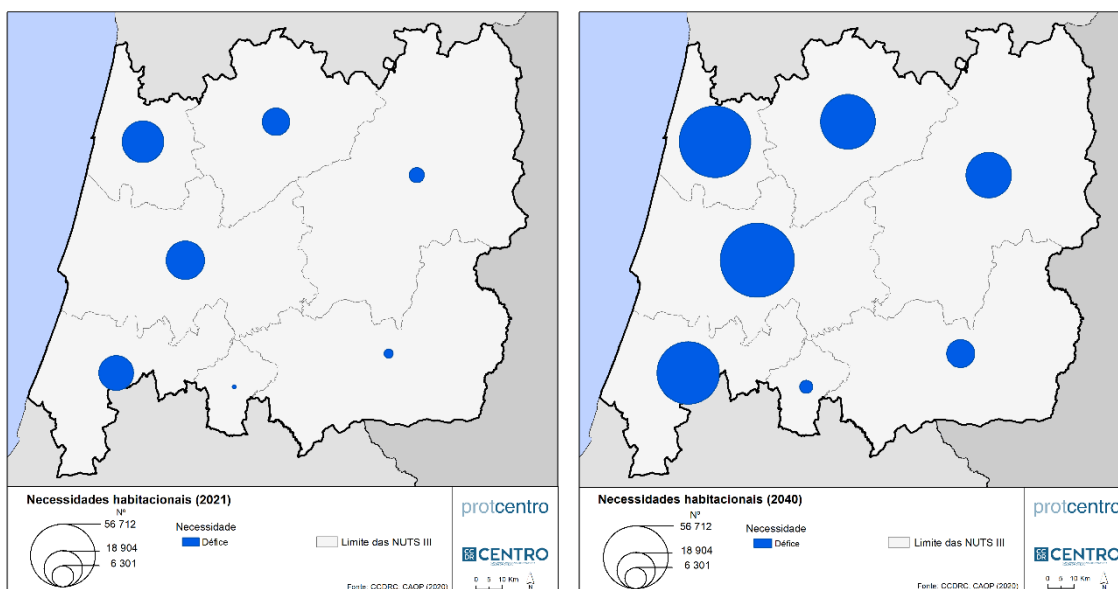 Necessidades habitacionais (2021)
Nº
56 712
18 904
6 301
Necessidade
Défice
Limite das NUTS III
protcentro
CCDR CENTRO
Fonte: CCDRC, CAOP (2020)
0 5 10 Km
N
Necessidades habitacionais (2040)
Nº
56 712
18 904
6 301
Necessidade
Défice
Limite das NUTS III
protcentro
CCDR CENTRO
Fonte: CCDRC, CAOP (2020)
0 5 10 Km
N